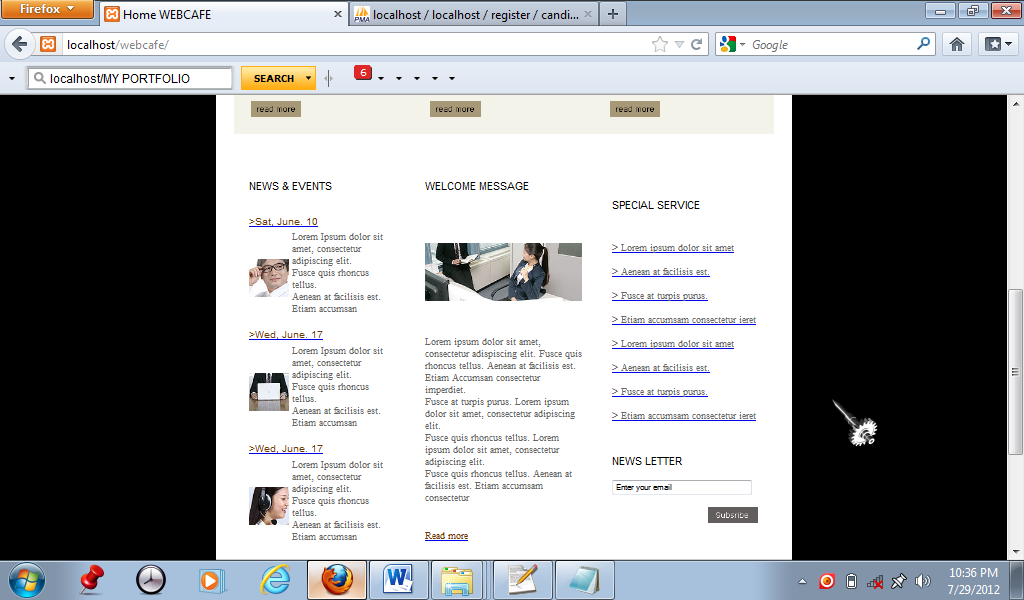 Firefox
Home WEBCAFE
localhost / localhost / register / candi...
localhost/webcafe/
Google
localhost/MY PORTFOLIO
SEARCH
6
read more
read more
read more
NEWS & EVENTS
>Sat, June. 10
Lorem Ipsum dolor sit
amet, consectetur
adipiscing elit.
Fusce quis rhoncus
tellus.
Aenean at facilisis est.
Etiam accumsan
>Wed, June. 17
Lorem Ipsum dolor sit
amet, consectetur
adipiscing elit.
Fusce quis rhoncus
tellus.
Aenean at facilisis est.
Etiam accumsan
>Wed, June. 17
Lorem Ipsum dolor sit
amet, consectetur
adipiscing elit.
Fusce quis rhoncus
tellus.
Aenean at facilisis est.
Etiam accumsan
WELCOME MESSAGE
Lorem ipsum dolor sit amet,
consectetur adispiscing elit. Fusce quis
rhoncus tellus. Aenean at facilisis est.
Etiam Accumsan consectetur
imperdiet.
Fusce at turpis purus. Lorem ipsum
dolor sit amet, consectetur adipiscing
elit.
Fusce quis rhoncus tellus. Lorem
ipsum dolor sit amet, consectetur
adipiscing elit.
Fusce quis rhoncus tellus. Aenean at
facilisis est. Etiam accumsam
consectetur
Read more
SPECIAL SERVICE
> Lorem ipsum dolor sit amet
> Aenean at facilisis est.
> Fusce at turpis purus.
> Etiam accumsam consectetur ieret
> Lorem ipsum dolor sit amet
> Aenean at facilisis est.
> Fusce at turpis purus.
> Etiam accumsam consectetur ieret
NEWS LETTER
Enter your email
Subsribe
10:36 PM
7/29/2012